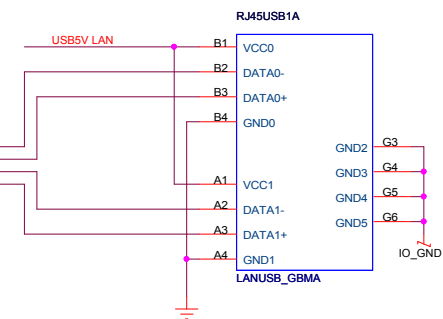 RJ45USB1A
USB5V LAN
B1 VCC0
B2 DATA0-
B3 DATA0+
B4 GND0
GND2 G3
GND3 G4
A1 VCC1
GND4 G5
A2 DATA1-
GND5 G6
A3 DATA1+
IO_GND
A4 GND1
LANUSB_GBMA